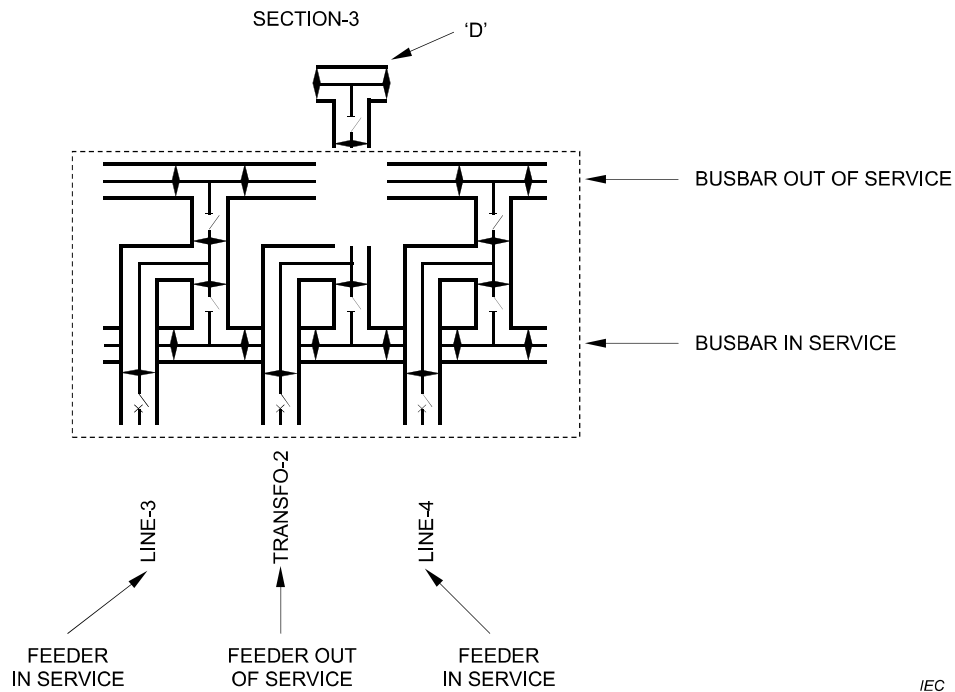 SECTION-3
‘D’
BUSBAR OUT OF SERVICE
BUSBAR IN SERVICE
LINE-3
TRANSFO-2
LINE-4
FEEDER
IN SERVICE
FEEDER OUT
OF SERVICE
FEEDER
IN SERVICE
IEC